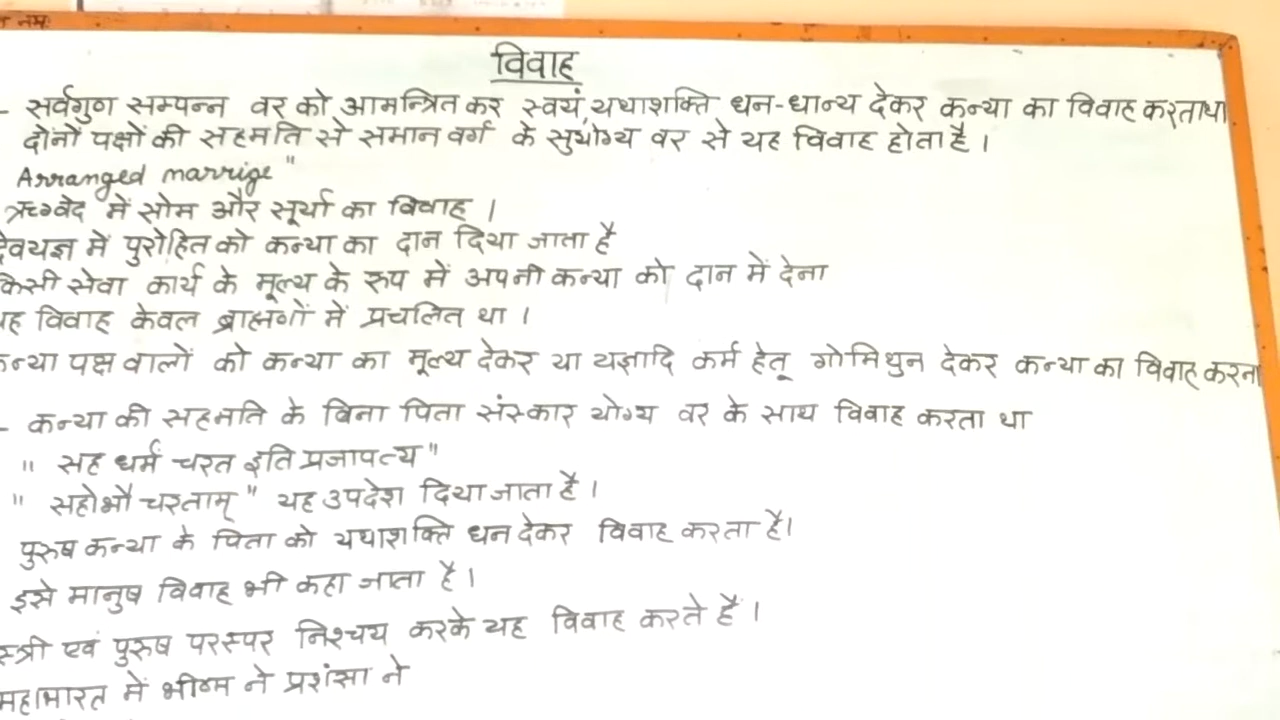 नमः
विवाह
- सर्वगुण सम्पन्न वर को आमन्त्रित कर स्वयं यथाशक्ति धन-धान्य देकर कन्या का विवाह करता था
दोनों पक्षों की सहमति से समान वर्ग के सुयोग्य वर से यह विवाह होता है ।
Arranged marrige"
ऋग्वेद में सोम और सूर्या का विवाह ।
देवयज्ञ में पुरोहित को कन्या का दान दिया जाता है
किसी सेवा कार्य के मूल्य के रूप में अपनी कन्या को दान में देना
यह विवाह केवल ब्राह्मणों में प्रचलित था ।
कन्या पक्ष वालों को कन्या का मूल्य देकर या यज्ञादि कर्म हेतू गोमिथुन देकर कन्या का विवाह करना
- कन्या की सहमति के बिना पिता संस्कार योग्य वर के साथ विवाह करता था
" सह धर्म चरत इति प्रजापत्य"
" सहोभौ चरताम्" यह उपदेश दिया जाता है ।
पुरुष कन्या के पिता को यथाशक्ति धन देकर विवाह करता है।
इसे मानुष विवाह भी कहा जाता है ।
स्त्री एवं पुरुष परस्पर निश्चय करके यह विवाह करते हैं ।
महाभारत में भीष्म ने प्रशंसा ने